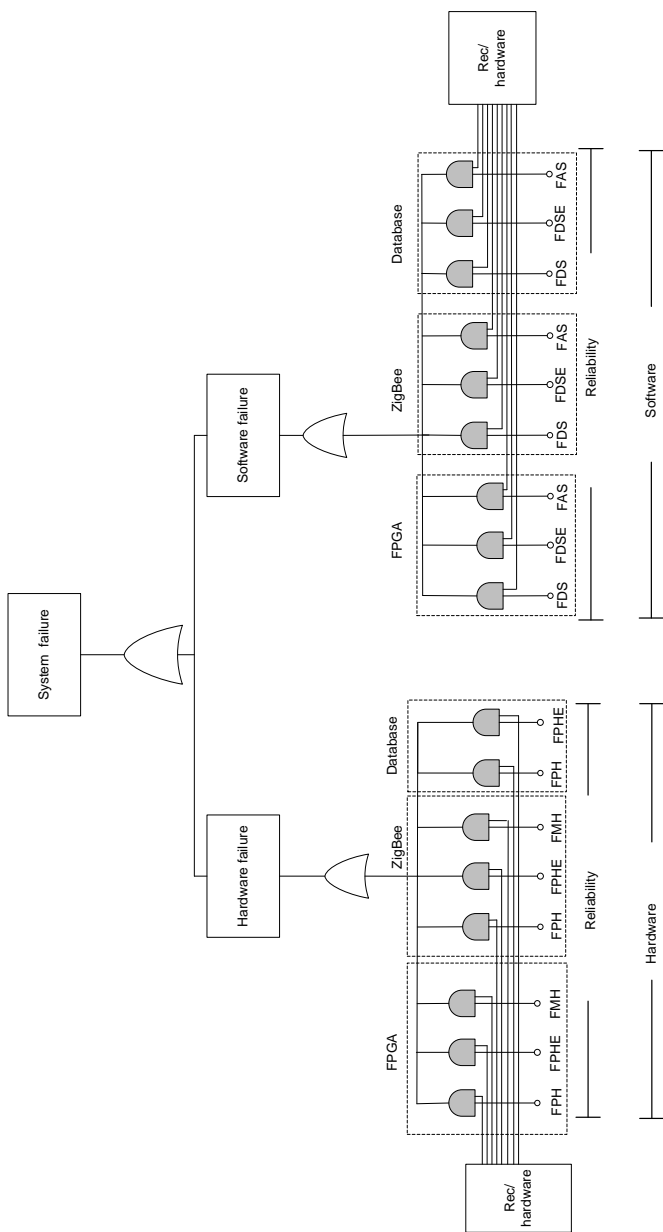 System failure
Hardware failure
Software failure
FPGA
ZigBee
Database
FPGA
ZigBee
Database
Rec/
hardware
FPH
FPHE
FMH
FPH
FPHE
FMH
FPH
FPHE
FDS
FDSE
FAS
FDS
FDSE
FAS
FDS
FDSE
FAS
Rec/
hardware
Reliability
Reliability
Hardware
Software